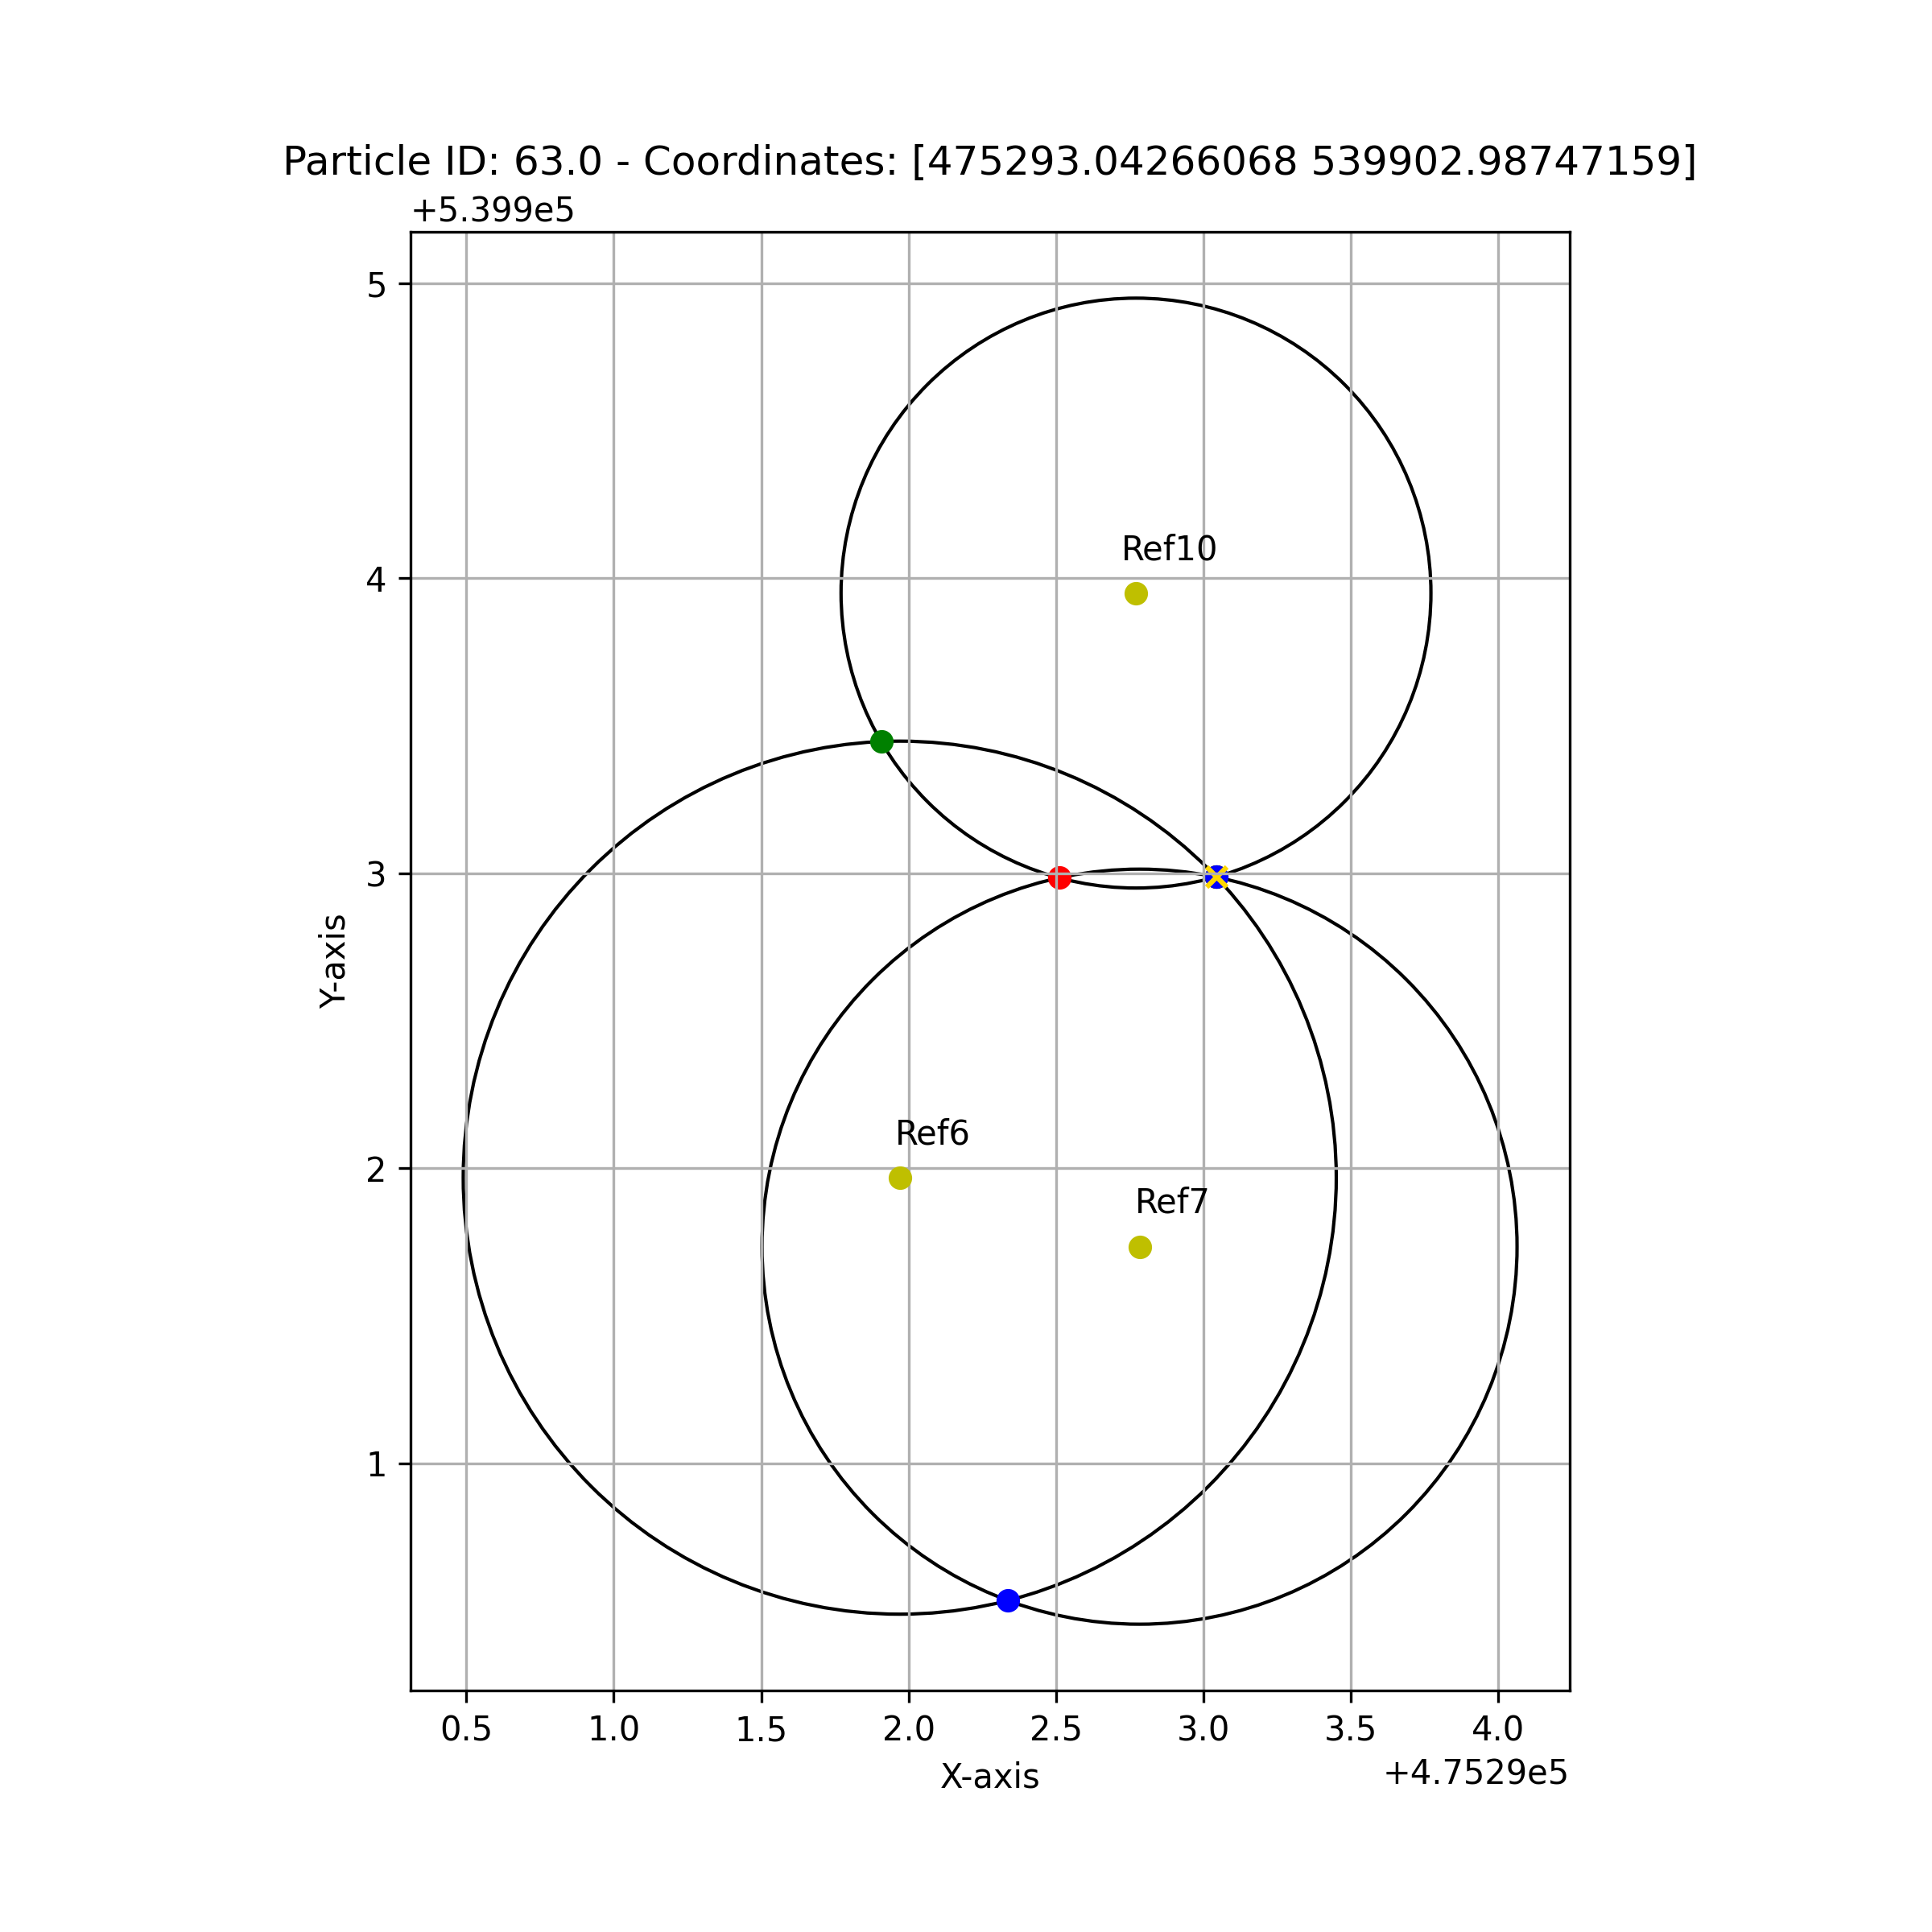 Particle ID: 63.0 - Coordinates: [475293.04266068 539902.98747159]
+5.399e5
5
4
3
2
1
Y-axis
Ref10
Ref6
Ref7
0.5 1.0 1.5 2.0 2.5 3.0 3.5 4.0
X-axis
+4.7529e5